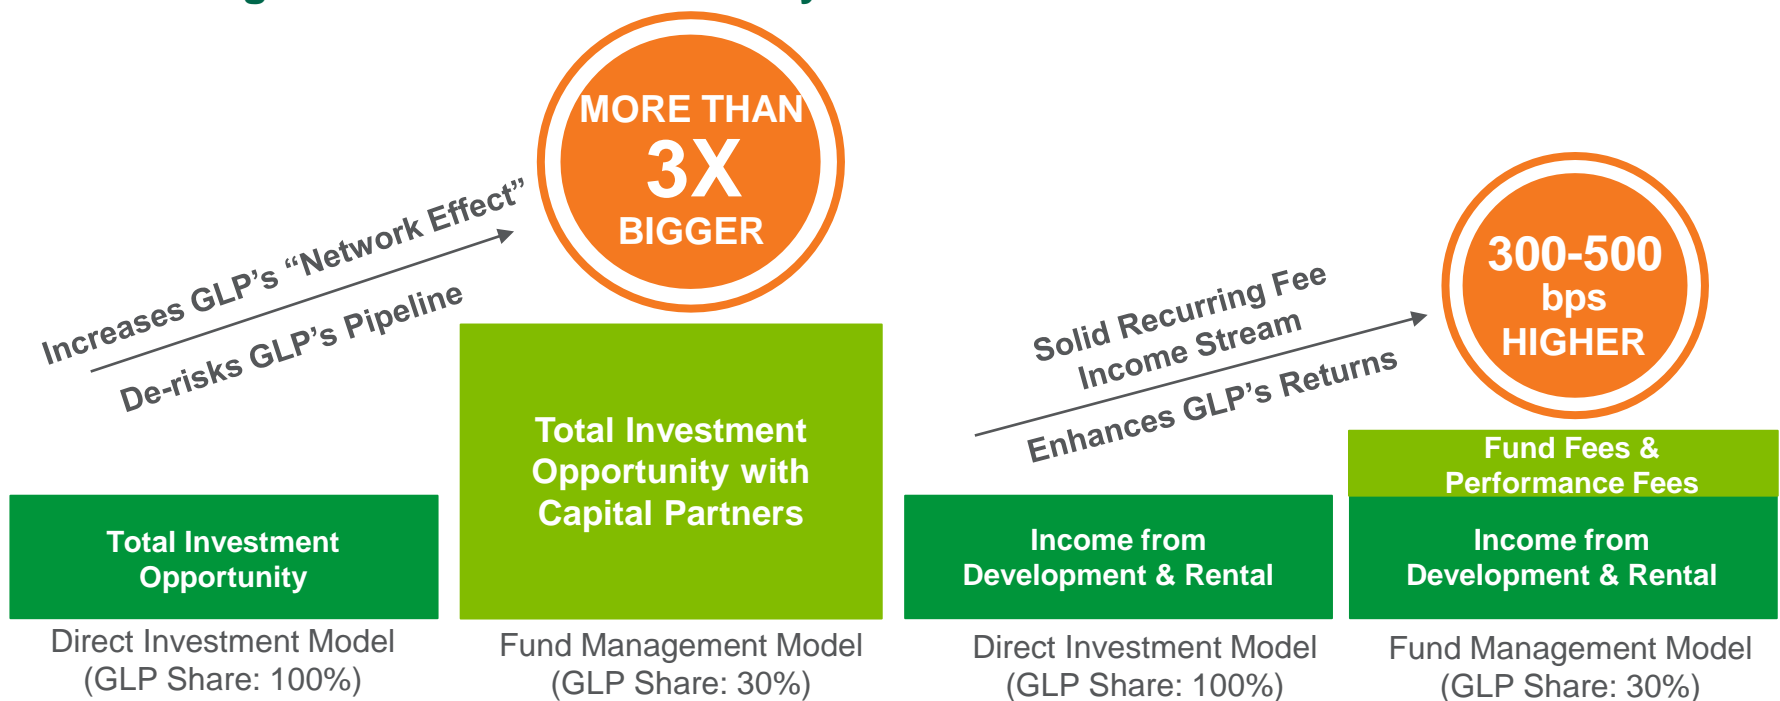 MORE THAN
3X
BIGGER
Increases GLP's “Network Effect”
De-risks GLP's Pipeline
Total Investment
Opportunity with
Capital Partners
Total Investment
Opportunity
Direct Investment Model
(GLP Share: 100%)
Fund Management Model
(GLP Share: 30%)
300-500
bps
HIGHER
Solid Recurring Fee
Income Stream
Enhances GLP's Returns
Fund Fees &
Performance Fees
Income from
Development & Rental
Income from
Development & Rental
Direct Investment Model
(GLP Share: 100%)
Fund Management Model
(GLP Share: 30%)